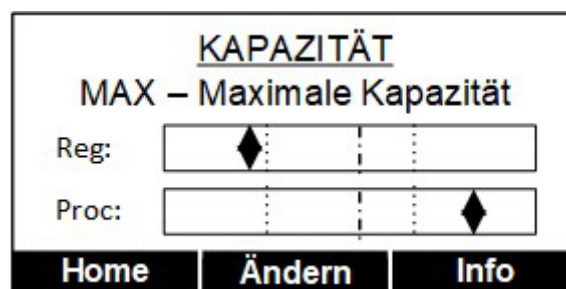 KAPAZITÄT
MAX – Maximale Kapazität
Reg:
Proc:
Home Ändern Info